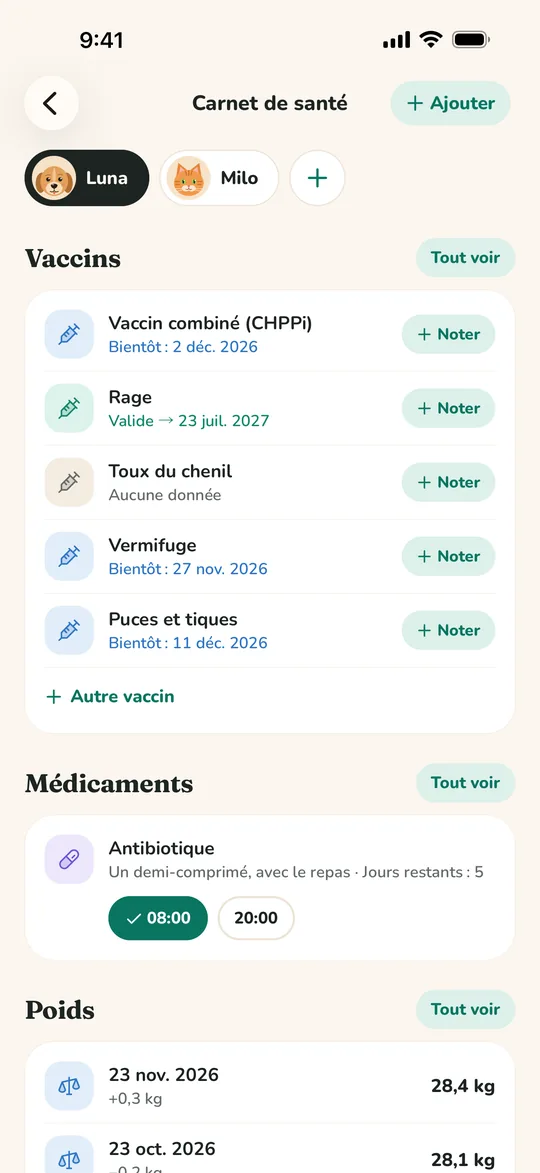 9:41
Carnet de santé
+ Ajouter
Luna
Milo
+
Vaccins
Tout voir
Vaccin combiné (CHPPi)
Bientôt : 2 déc. 2026
+ Noter
Rage
Valide → 23 juil. 2027
+ Noter
Toux du chenil
Aucune donnée
+ Noter
Vermifuge
Bientôt : 27 nov. 2026
+ Noter
Puces et tiques
Bientôt : 11 déc. 2026
+ Noter
+ Autre vaccin
Médicaments
Tout voir
Antibiotique
Un demi-comprimé, avec le repas · Jours restants : 5
✓ 08:00
20:00
Poids
Tout voir
23 nov. 2026
+0,3 kg
28,4 kg
23 oct. 2026
−0,2 kg
28,1 kg